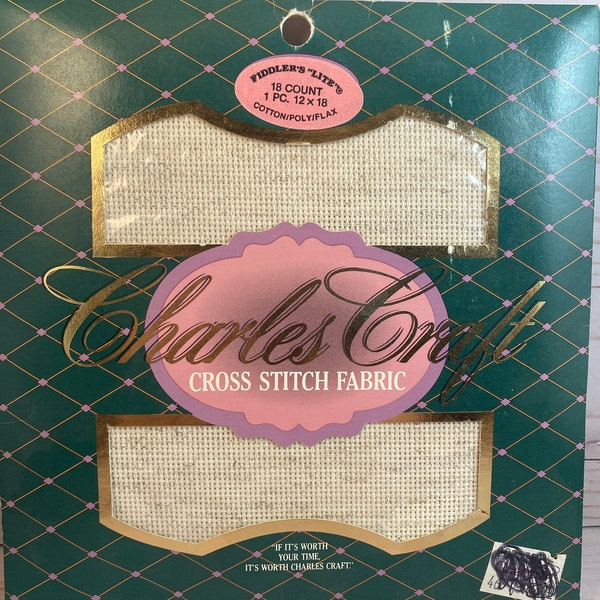 FIDDLER'S "LITE"®
18 COUNT
1 PC. 12 x 18
COTTON/POLY/FLAX
Charles Craft
CROSS STITCH FABRIC
"IF IT'S WORTH
YOUR TIME,
IT'S WORTH CHARLES CRAFT."